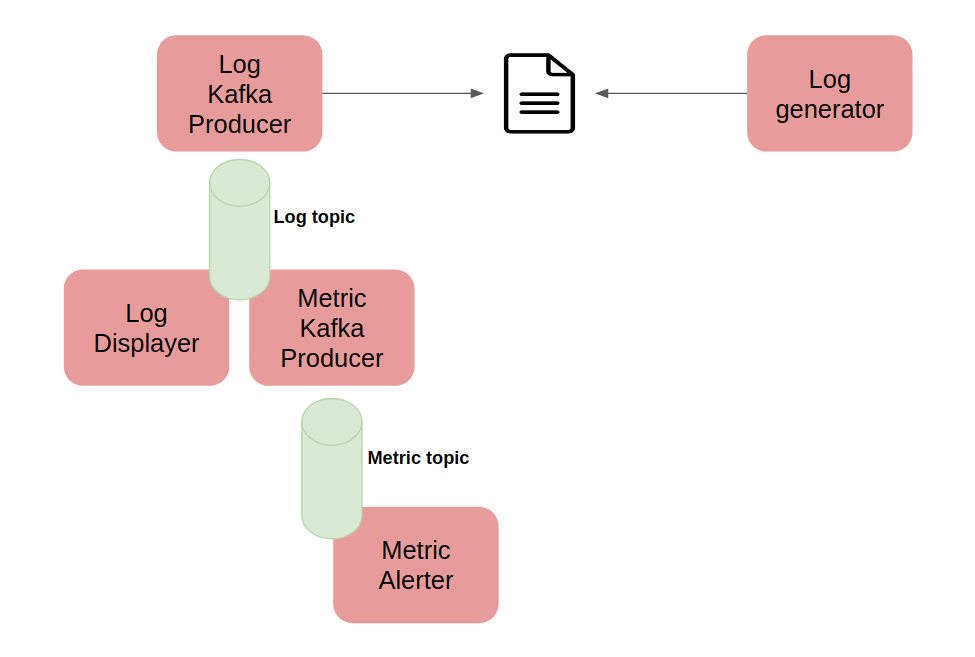 Log
Kafka
Producer
Log
generator
Log topic
Log
Displayer
Metric
Kafka
Producer
Metric topic
Metric
Alerter